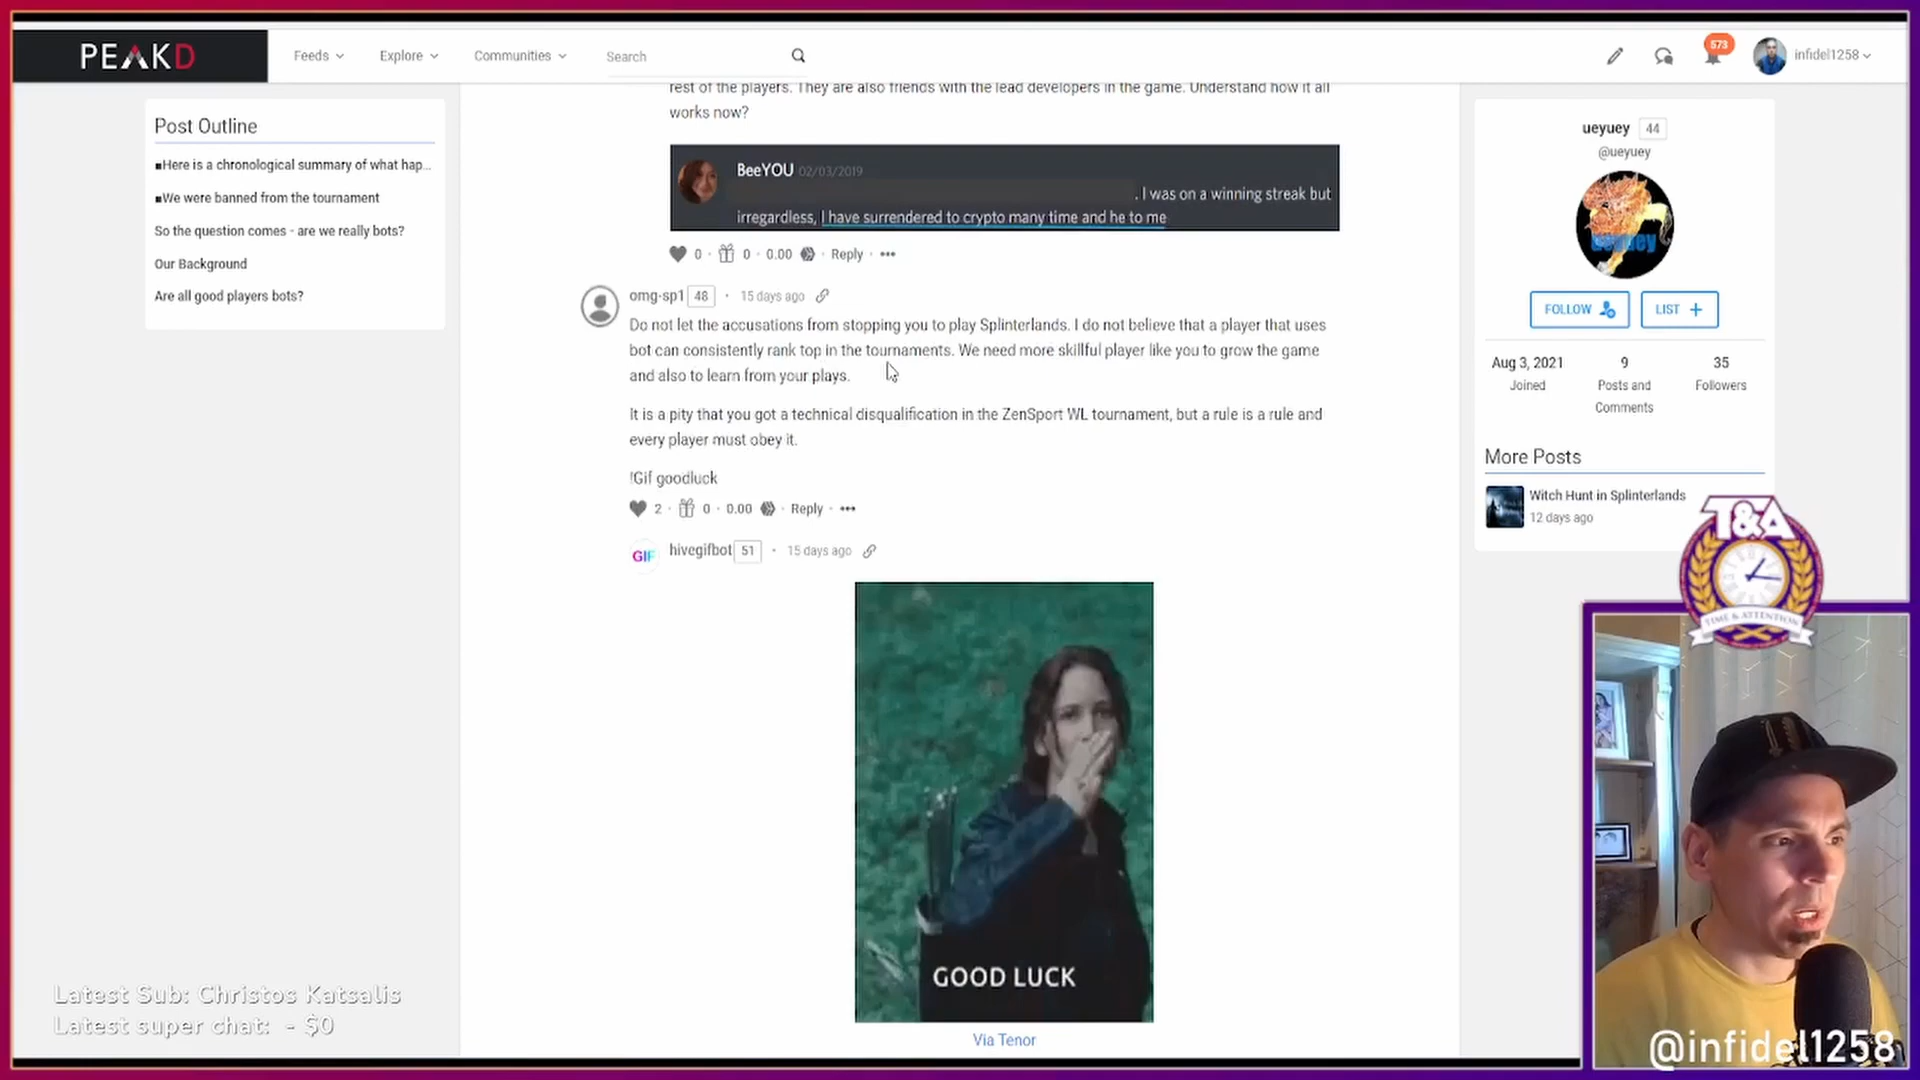 PEAKD
Feeds
Explore
Communities
Search
573
infidel1258
Post Outline
■Here is a chronological summary of what hap...
■We were banned from the tournament
So the question comes - are we really bots?
Our Background
Are all good players bots?
rest of the players. They are also friends with the lead developers in the game. Understand how it all
works now?
BeeYOU 02/03/2019
. I was on a winning streak but
irregardless, I have surrendered to crypto many time and he to me
0 · 0 · 0.00 · Reply · •••
omg-sp1 48 · 15 days ago
Do not let the accusations from stopping you to play Splinterlands. I do not believe that a player that uses
bot can consistently rank top in the tournaments. We need more skillful player like you to grow the game
and also to learn from your plays.
It is a pity that you got a technical disqualification in the ZenSport WL tournament, but a rule is a rule and
every player must obey it.
!Gif goodluck
2 · 0 · 0.00 · Reply · •••
GIF hivegifbot 51 · 15 days ago
GOOD LUCK
Via Tenor
ueyuey 44
@ueyuey
ueyuey
FOLLOW
LIST +
Aug 3, 2021
Joined
9
Posts and
Comments
35
Followers
More Posts
Witch Hunt in Splinterlands
12 days ago
T&A
TIME & ATTENTION
Latest Sub: Christos Katsalis
Latest super chat: - $0
@infidel1258